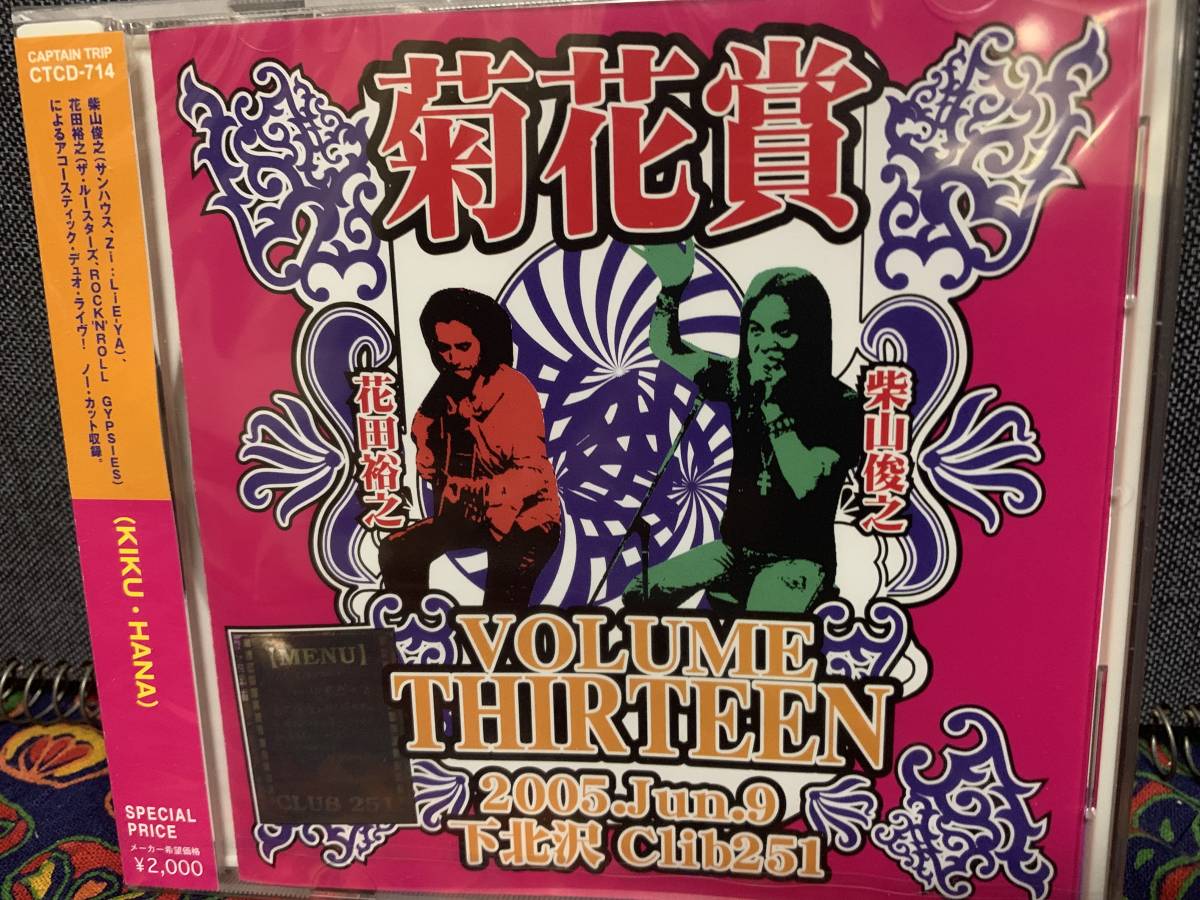 CAPTAIN TRIP
CTCD-714
柴山俊之(サンハウス、Zi:LiE-YA)、
花田裕之(ザ・ルースターズ、ROCK'N'ROLL GYPSIES)
によるアコースティック・デュオ・ライヴ! ノー・カット収録。
(KIKU・HANA)
SPECIAL
PRICE
メーカー希望価格
¥2,000
菊花賞
花田裕之
柴山俊之
VOLUME
THIRTEEN
2005.Jun.9
下北沢 Clib251
【MENU】
CLUB 251